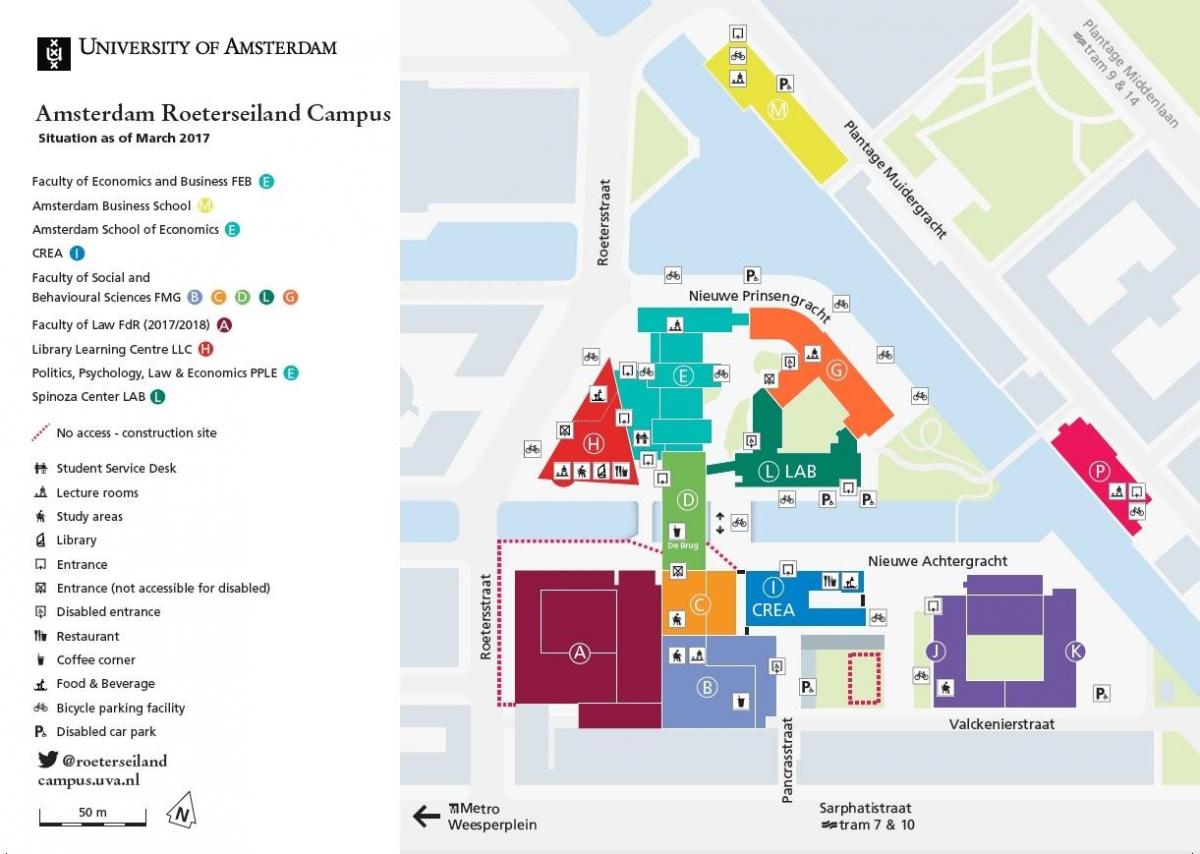 UNIVERSITY OF AMSTERDAM
Amsterdam Roeterseiland Campus
Situation as of March 2017
Faculty of Economics and Business FEB E
Amsterdam Business School M
Amsterdam School of Economics E
CREA I
Faculty of Social and
Behavioural Sciences FMG B C D L G
Faculty of Law FdR (2017/2018) A
Library Learning Centre LLC H
Politics, Psychology, Law & Economics PPLE E
Spinoza Center LAB L
No access - construction site
Student Service Desk
Lecture rooms
Study areas
Library
Entrance
Entrance (not accessible for disabled)
Disabled entrance
Restaurant
Coffee corner
Food & Beverage
Bicycle parking facility
P Disabled car park
@roeterseiland
campus.uva.nl
50 m
N
Plantage Middenlaan
tram 9 & 14
P
M
Plantage Muidergracht
Roetersstraat
P
Nieuwe Prinsengracht
E
G
H
L LAB
P
D
P
P
De Brug
Nieuwe Achtergracht
Roetersstraat
A
C
I
CREA
B
P
J
K
P
Valckenierstraat
Pancrasstraat
Metro
Weesperplein
Sarphatistraat
tram 7 & 10